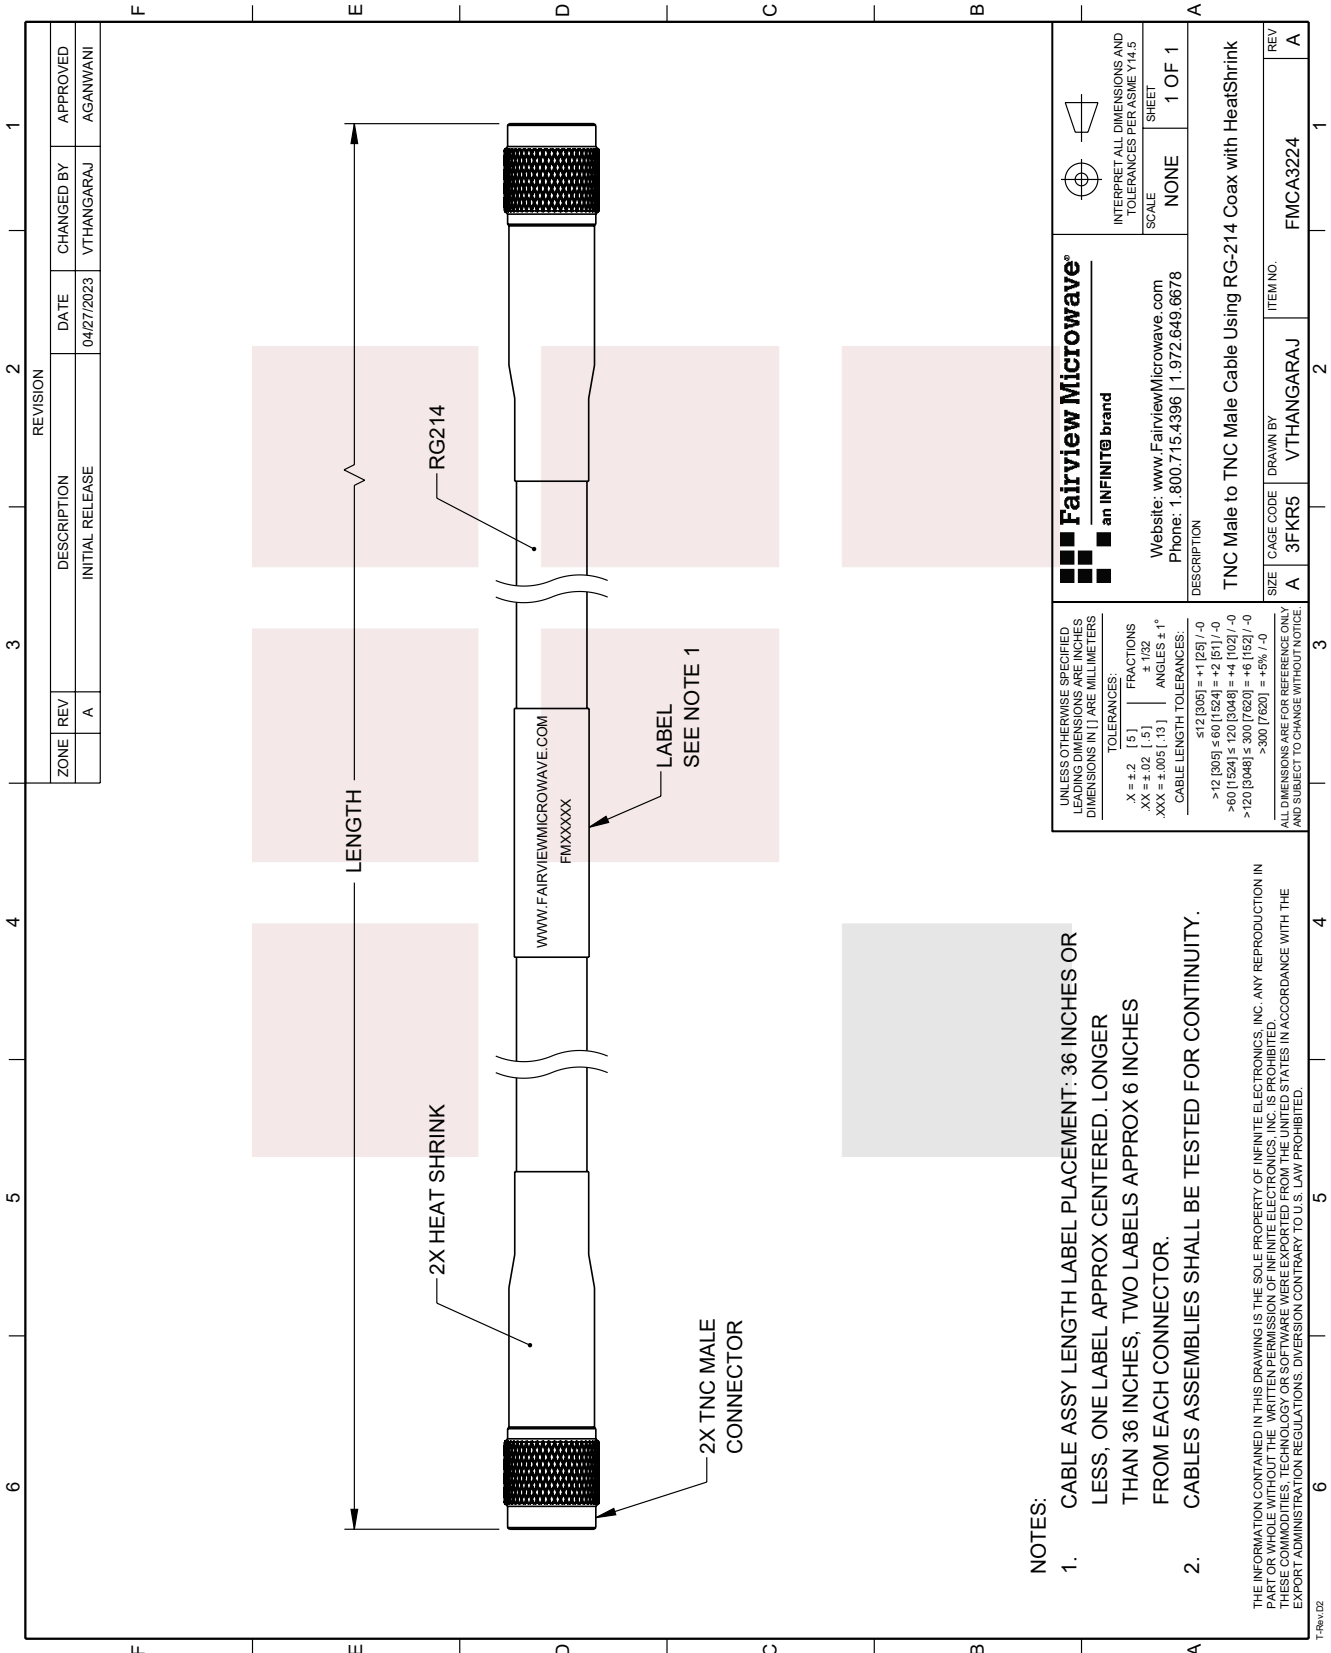 REVISION
ZONE REV DESCRIPTION DATE CHANGED BY APPROVED
A INITIAL RELEASE 04/27/2023 VTHANGARAJ AGANWANI
6 5 4 3 2 1
F
E
D
C
B
A
LENGTH
2X HEAT SHRINK
RG214
WWW.FAIRVIEWMICROWAVE.COM
FMXXXXX
LABEL
SEE NOTE 1
2X TNC MALE
CONNECTOR
NOTES:
1. CABLE ASSY LENGTH LABEL PLACEMENT: 36 INCHES OR
LESS, ONE LABEL APPROX CENTERED. LONGER
THAN 36 INCHES, TWO LABELS APPROX 6 INCHES
FROM EACH CONNECTOR.
2. CABLES ASSEMBLIES SHALL BE TESTED FOR CONTINUITY.
THE INFORMATION CONTAINED IN THIS DRAWING IS THE SOLE PROPERTY OF INFINITE ELECTRONICS, INC. ANY REPRODUCTION IN
PART OR WHOLE WITHOUT THE WRITTEN PERMISSION OF INFINITE ELECTRONICS, INC. IS PROHIBITED.
THESE COMMODITIES, TECHNOLOGY OR SOFTWARE WERE EXPORTED FROM THE UNITED STATES IN ACCORDANCE WITH THE
EXPORT ADMINISTRATION REGULATIONS. DIVERSION CONTRARY TO U.S. LAW PROHIBITED.
UNLESS OTHERWISE SPECIFIED
LEADING DIMENSIONS ARE INCHES
DIMENSIONS IN [ ] ARE MILLIMETERS
TOLERANCES:
.X = ±.2 [5] FRACTIONS
.XX = ±.02 [.5] ± 1/32
.XXX = ±.005 [.13] ANGLES ± 1°
CABLE LENGTH TOLERANCES:
≤12 [305] = +1 [25] / -0
>12 [305] ≤ 60 [1524] = +2 [51] / -0
>60 [1524] ≤ 120 [3048] = +4 [102] / -0
>120 [3048] ≤ 300 [7620] = +6 [152] / -0
>300 [7620] = +5% / -0
ALL DIMENSIONS ARE FOR REFERENCE ONLY
AND SUBJECT TO CHANGE WITHOUT NOTICE.
Fairview Microwave®
an INFINIT@ brand
Website: www.FairviewMicrowave.com
Phone: 1.800.715.4396 | 1.972.649.6678
INTERPRET ALL DIMENSIONS AND
TOLERANCES PER ASME Y14.5
SCALE NONE
SHEET 1 OF 1
DESCRIPTION
TNC Male to TNC Male Cable Using RG-214 Coax with HeatShrink
SIZE CAGE CODE DRAWN BY ITEM NO. REV
A 3FKR5 VTHANGARAJ FMCA3224 A
F
E
D
C
B
A
6 5 4 3 2 1
T-Rev.D2